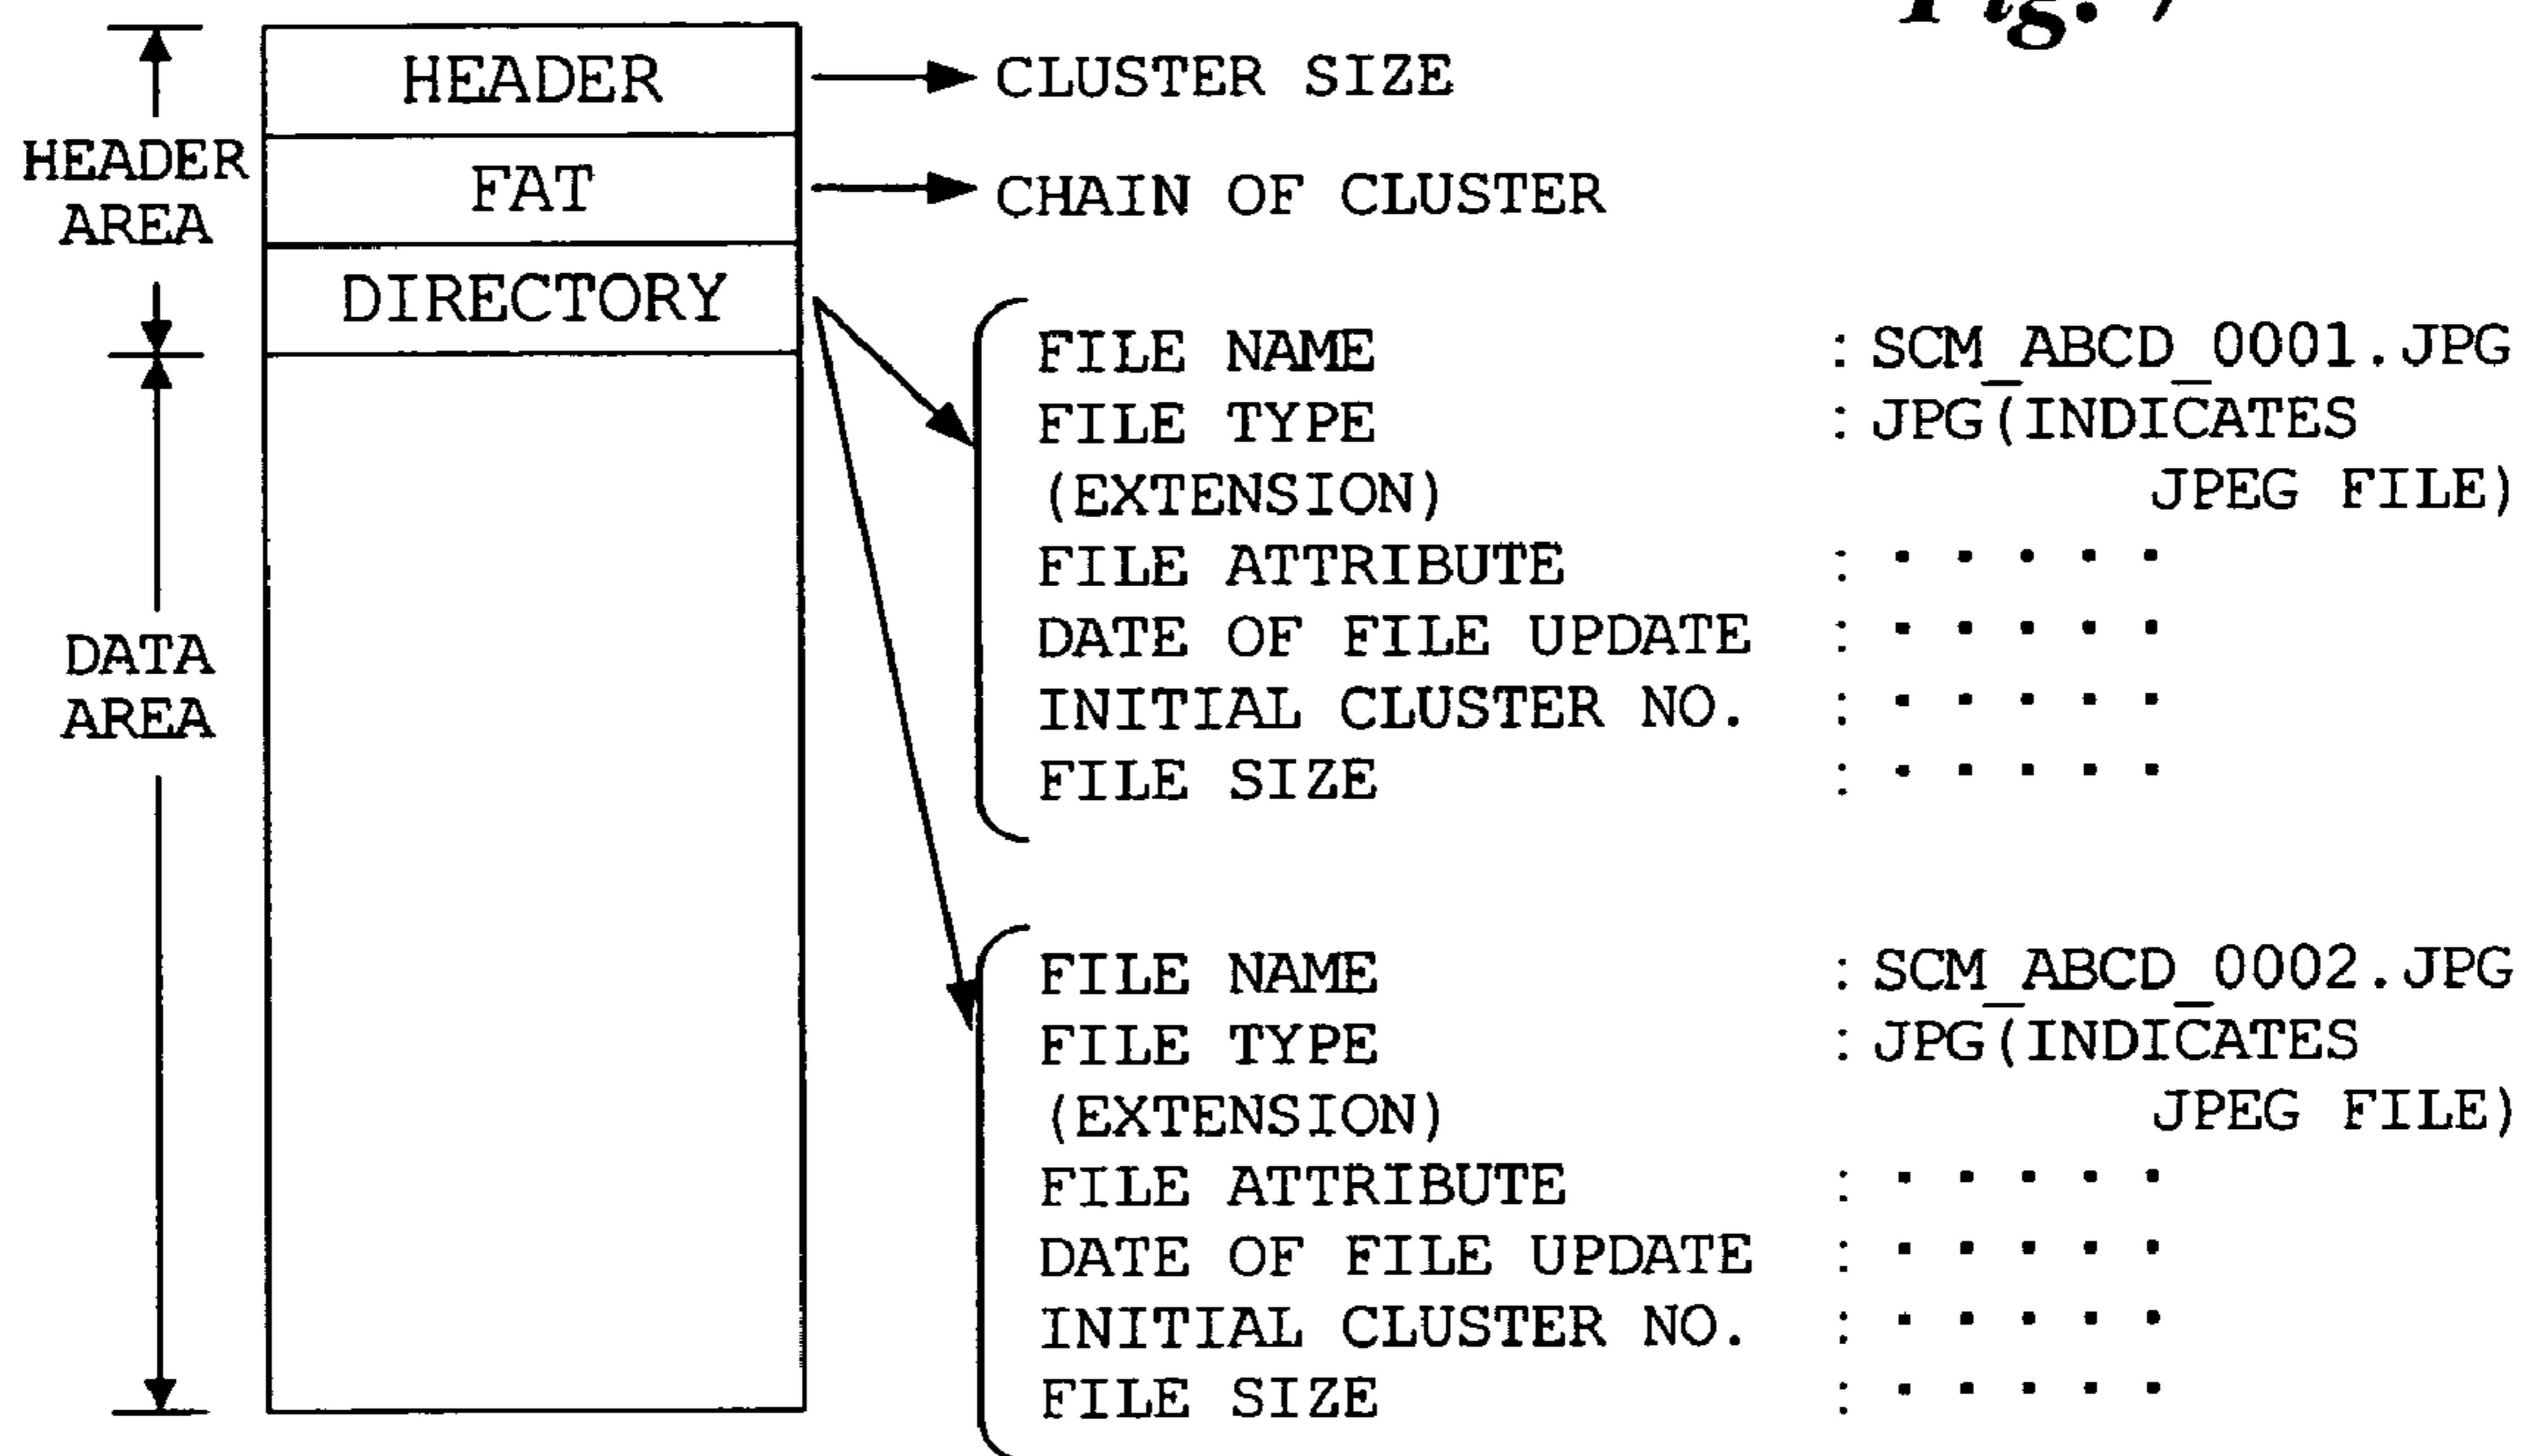 Fig. 7
HEADER AREA
DATA AREA
HEADER
FAT
DIRECTORY
CLUSTER SIZE
CHAIN OF CLUSTER
FILE NAME : SCM_ABCD_0001.JPG
FILE TYPE : JPG(INDICATES
(EXTENSION) JPEG FILE)
FILE ATTRIBUTE : . . . . .
DATE OF FILE UPDATE : . . . . .
INITIAL CLUSTER NO. : . . . . .
FILE SIZE : . . . . .
FILE NAME : SCM_ABCD_0002.JPG
FILE TYPE : JPG(INDICATES
(EXTENSION) JPEG FILE)
FILE ATTRIBUTE : . . . . .
DATE OF FILE UPDATE : . . . . .
INITIAL CLUSTER NO. : . . . . .
FILE SIZE : . . . . .